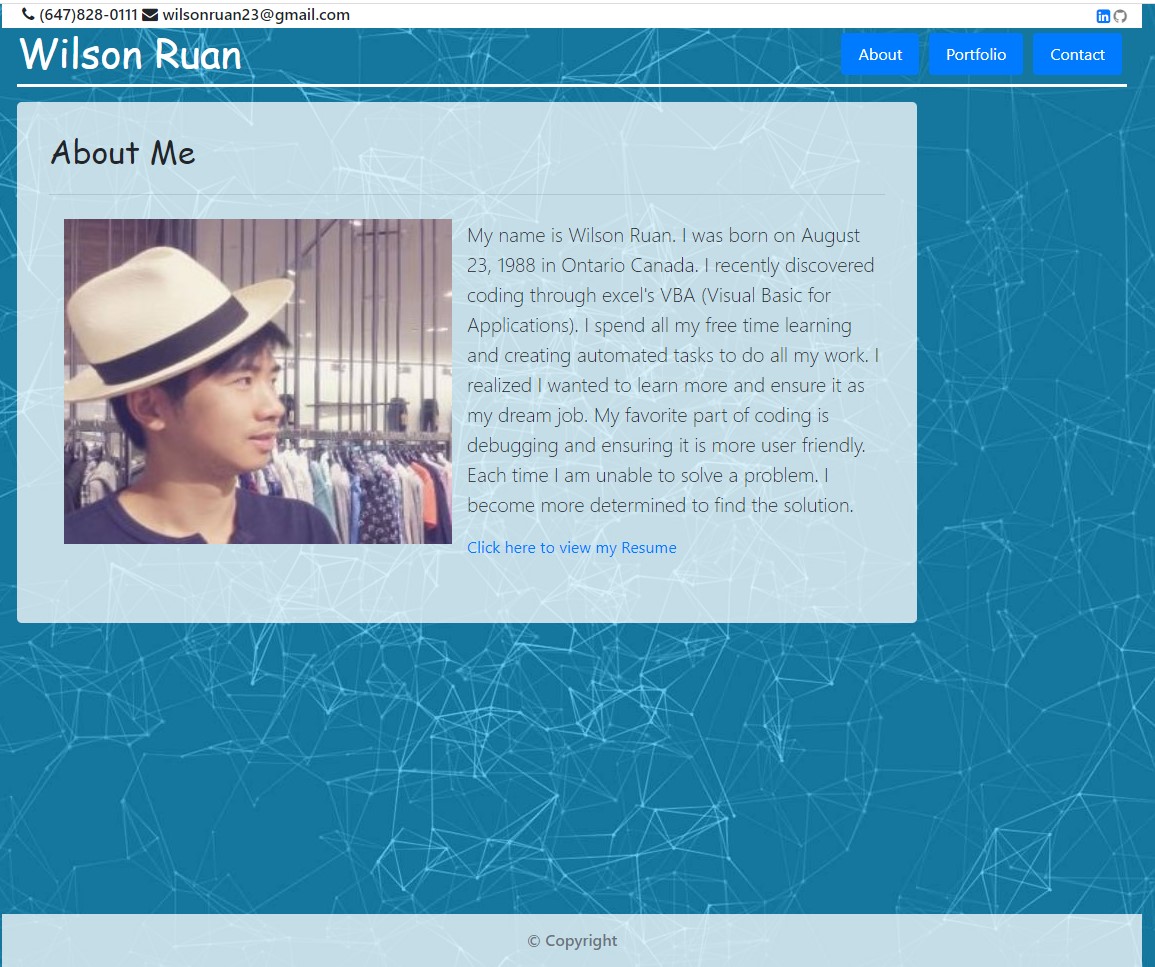 (647)828-0111 wilsonruan23@gmail.com
Wilson Ruan
About Portfolio Contact
About Me
My name is Wilson Ruan. I was born on August
23, 1988 in Ontario Canada. I recently discovered
coding through excel's VBA (Visual Basic for
Applications). I spend all my free time learning
and creating automated tasks to do all my work. I
realized I wanted to learn more and ensure it as
my dream job. My favorite part of coding is
debugging and ensuring it is more user friendly.
Each time I am unable to solve a problem. I
become more determined to find the solution.
Click here to view my Resume
© Copyright